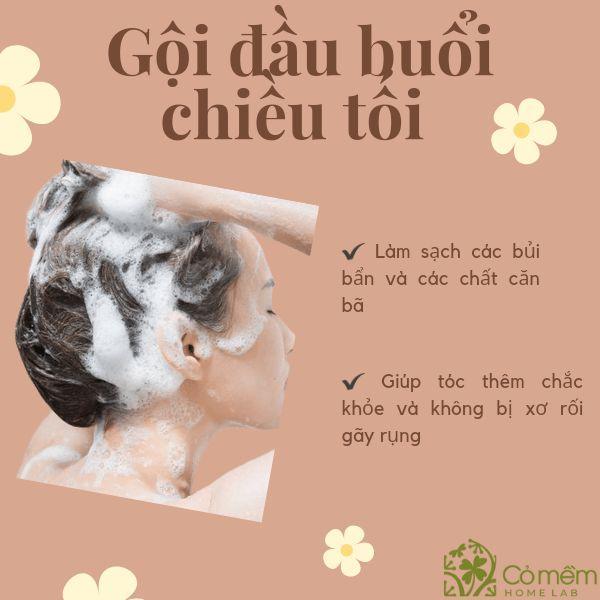 Gội đầu buổi
chiều tối
Làm sạch các bủi
bẩn và các chất căn
bã
Giúp tóc thêm chắc
khỏe và không bị xơ rối
gãy rụng
Cỏ mềm
HOME LAB